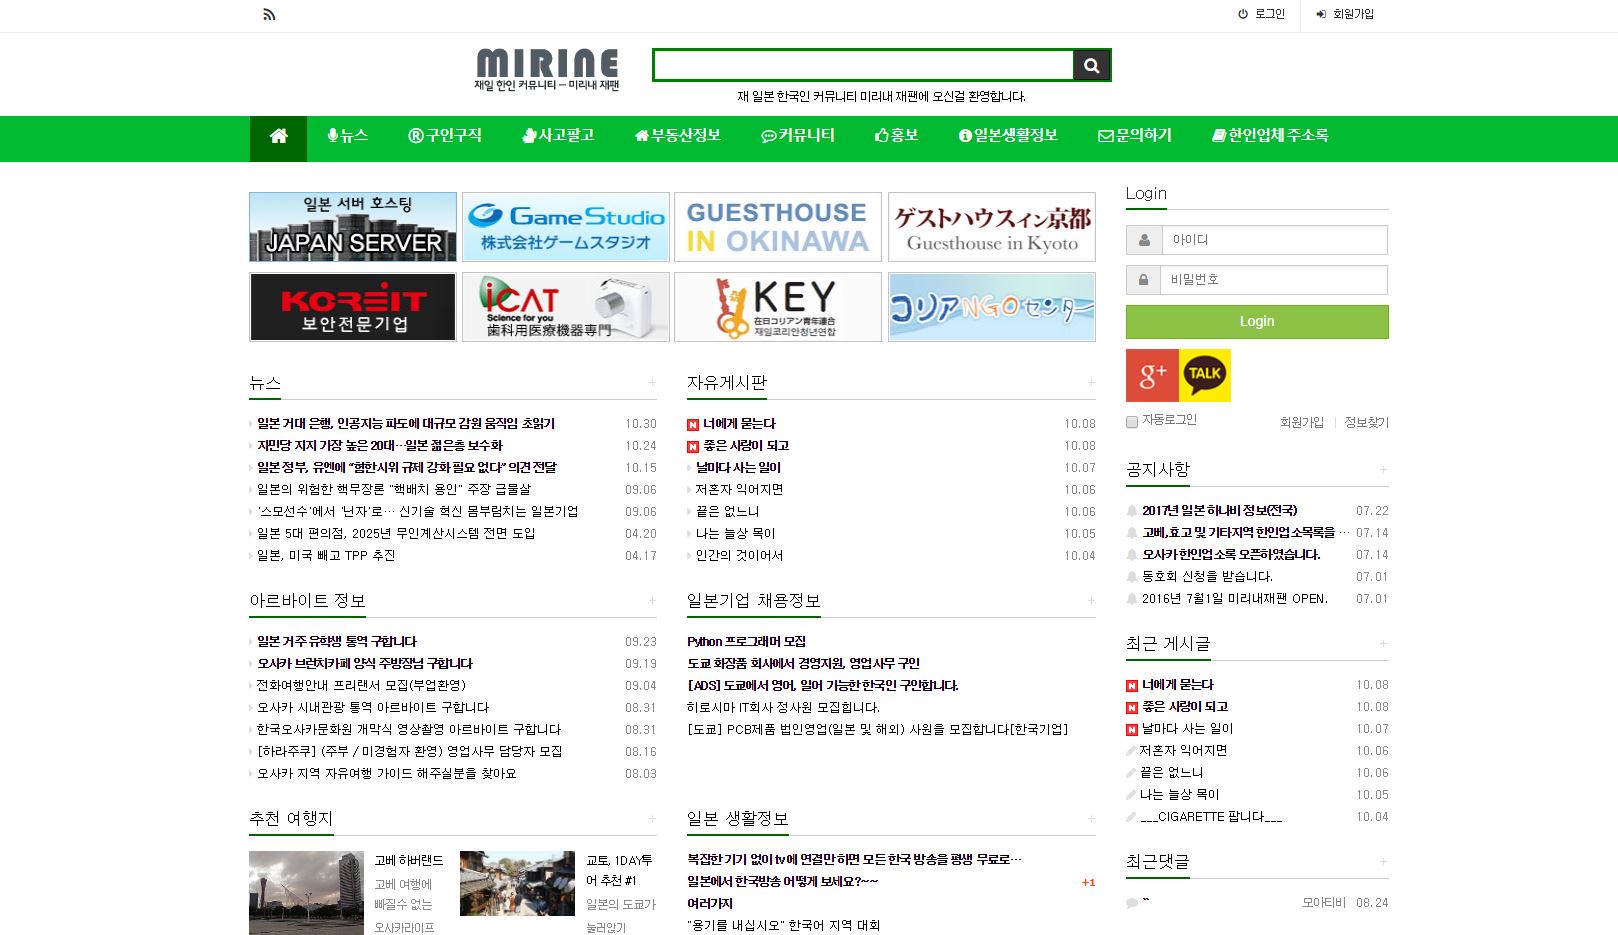 로그인
회원가입
MIRINE
재일 한인 커뮤니티 – 미리내 재팬
재 일본 한국인 커뮤니티 미리내 재팬에 오신걸 환영합니다.
뉴스
구인구직
사고팔고
부동산정보
커뮤니티
홍보
일본생활정보
문의하기
한인업체 주소록
일본 서버 호스팅
JAPAN SERVER
GameStudio
株式会社ゲームスタジオ
GUESTHOUSE
IN OKINAWA
ゲストハウスイン京都
Guesthouse in Kyoto
KOREIT
보안전문기업
iCAT
Science for you
歯科用医療機器専門
KEY
在日コリアン青年連合
재일코리안청년연합
コリアNGOセンター
Login
아이디
비밀번호
Login
g+
TALK
자동로그인
회원가입
정보찾기
뉴스 +
일본 거대 은행, 인공지능 파도에 대규모 감원 움직임 초읽기 10.30
자민당 지지 가장 높은 20대…일본 젊은층 보수화 10.24
일본 정부, 유엔에 “혐한시위 규제 강화 필요 없다” 의견 전달 10.15
일본의 위험한 핵무장론 "핵배치 용인" 주장 급물살 09.06
'스모선수'에서 '닌자'로… 신기술 혁신 몸부림치는 일본기업 09.06
일본 5대 편의점, 2025년 무인계산시스템 전면 도입 04.20
일본, 미국 빼고 TPP 추진 04.17
자유게시판 +
N 너에게 묻는다 10.08
N 좋은 사랑이 되고 10.08
날마다 사는 일이 10.07
저혼자 익어지면 10.06
끝은 없느니 10.06
나는 늘상 목이 10.05
인간의 것이어서 10.04
아르바이트 정보 +
일본 거주 유학생 통역 구합니다 09.23
오사카 브런치카페 양식 주방장님 구합니다 09.19
전화여행안내 프리랜서 모집(부업환영) 09.04
오사카 시내관광 통역 아르바이트 구합니다 08.31
한국오사카문화원 개막식 영상촬영 아르바이트 구합니다 08.31
[하라주쿠] (주부 / 미경험자 환영) 영업사무 담당자 모집 08.16
오사카 지역 자유여행 가이드 해주실분을 찾아요 08.03
일본기업 채용정보 +
Python 프로그래머 모집
도쿄 화장품 회사에서 경영지원, 영업사무 구인
[ADS] 도쿄에서 영어, 일어 가능한 한국인 구인합니다.
히로시마 IT회사 정사원 모집힙니다.
[도쿄] PCB제품 법인영업(일본 및 해외) 사원을 모집합니다[한국기업]
추천 여행지 +
고베 하버랜드
고베 여행에
빠질수 없는
오사카라이프
교토, 1DAY투
어 추천 #1
일본의 도쿄가
눌러앉기
일본 생활정보 +
복잡한 기기 없이 tv에 연결만 하면 모든 한국 방송을 평생 무료로…
일본에서 한국방송 어떻게 보세요?~~ +1
여러가지
"용기를 내십시오" 한국어 지역 대회
공지사항 +
2017년 일본 하나비 정보(전국) 07.22
고베,효고 및 기타지역 한인업소목록을 … 07.14
오사카 한인업소록 오픈하였습니다. 07.14
동호회 신청을 받습니다. 07.01
2016년 7월1일 미리내재팬 OPEN. 07.01
최근 게시글 +
N 너에게 묻는다 10.08
N 좋은 사랑이 되고 10.08
N 날마다 사는 일이 10.07
저혼자 익어지면 10.06
끝은 없느니 10.06
나는 늘상 목이 10.05
___CIGARETTE 팝니다___ 10.04
최근댓글 +
~ 모아티비 08.24